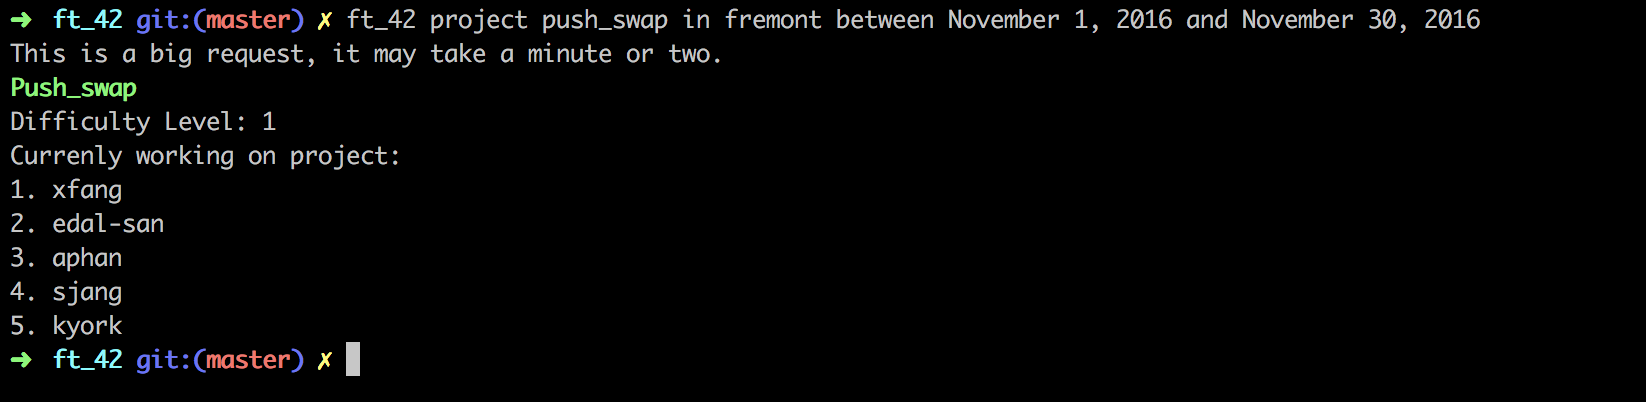 ➜ ft_42 git:(master) ✗ ft_42 project push_swap in fremont between November 1, 2016 and November 30, 2016
This is a big request, it may take a minute or two.
Push_swap
Difficulty Level: 1
Currenly working on project:
1. xfang
2. edal-san
3. aphan
4. sjang
5. kyork
➜ ft_42 git:(master) ✗